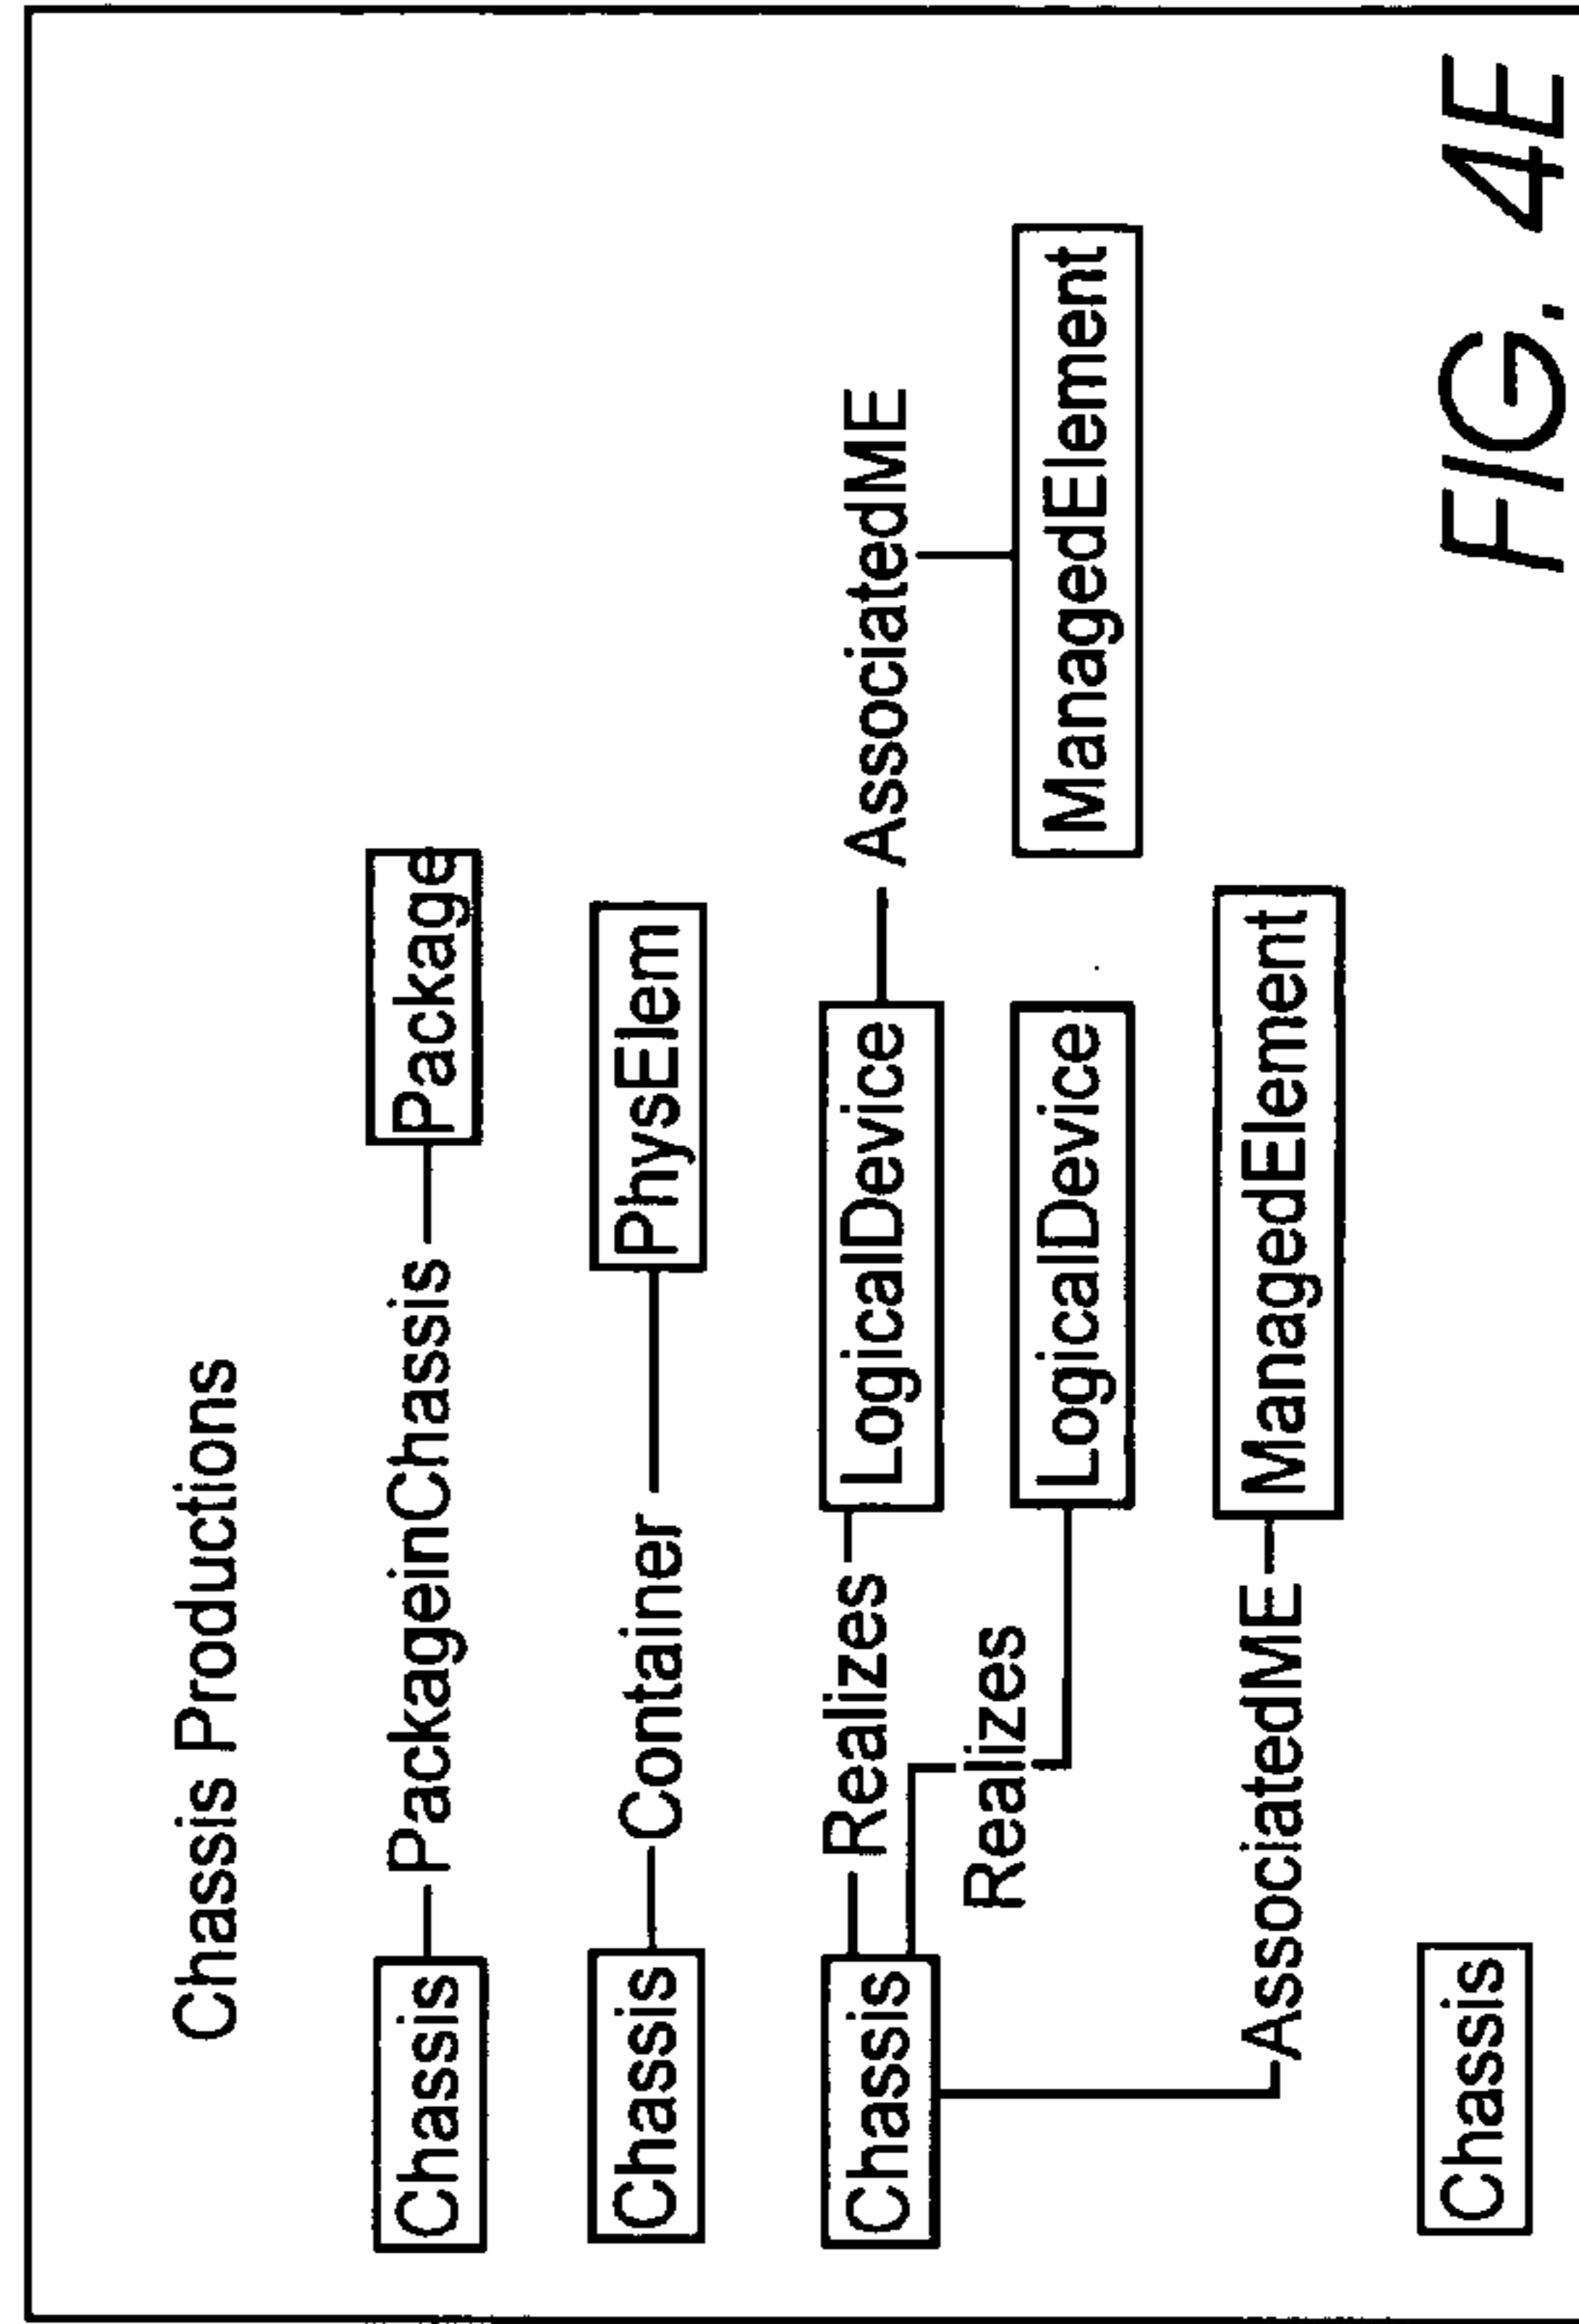 Chassis Productions
Chassis PackageinChassis Package
Chassis Container PhysElem
Chassis Realizes LogicalDevice AssociatedME
Realizes LogicalDevice ManagedElement
AssociatedME ManagedElement
Chassis
FIG. 4E